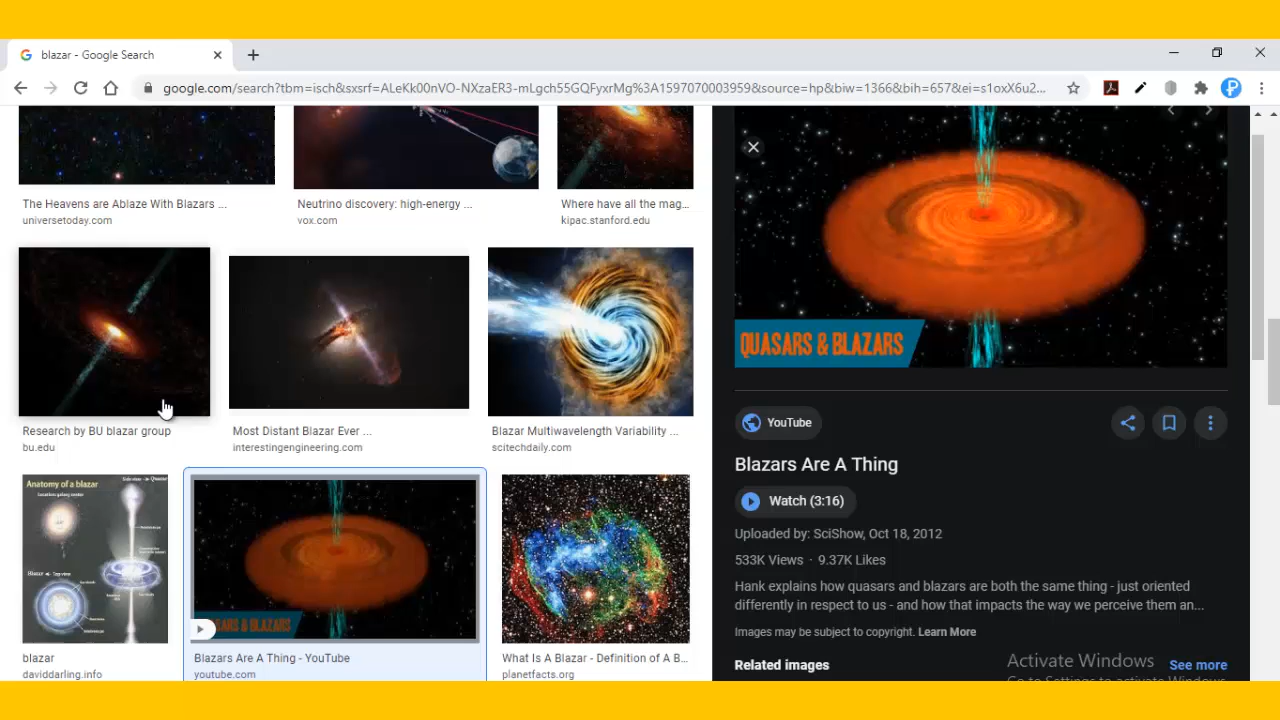 blazar - Google Search
google.com/search?tbm=isch&sxsrf=ALeKk00nVO-NXzaER3-mLgch55GQFyxrMg%3A1597070003959&source=hp&biw=1366&bih=657&ei=s1oxX6u2...
The Heavens are Ablaze With Blazars ...
universetoday.com
Neutrino discovery: high-energy ...
vox.com
Where have all the mag...
kipac.stanford.edu
Research by BU blazar group
bu.edu
Most Distant Blazar Ever ...
interestingengineering.com
Blazar Multiwavelength Variability ...
scitechdaily.com
Anatomy of a blazar
blazar
daviddarling.info
Blazars Are A Thing - YouTube
youtube.com
What Is A Blazar - Definition of A B...
planetfacts.org
QUASARS & BLAZARS
YouTube
Blazars Are A Thing
Watch (3:16)
Uploaded by: SciShow, Oct 18, 2012
533K Views · 9.37K Likes
Hank explains how quasars and blazars are both the same thing - just oriented
differently in respect to us - and how that impacts the way we perceive them an...
Images may be subject to copyright. Learn More
Related images
See more
Activate Windows
Go to Settings to activate Windows.